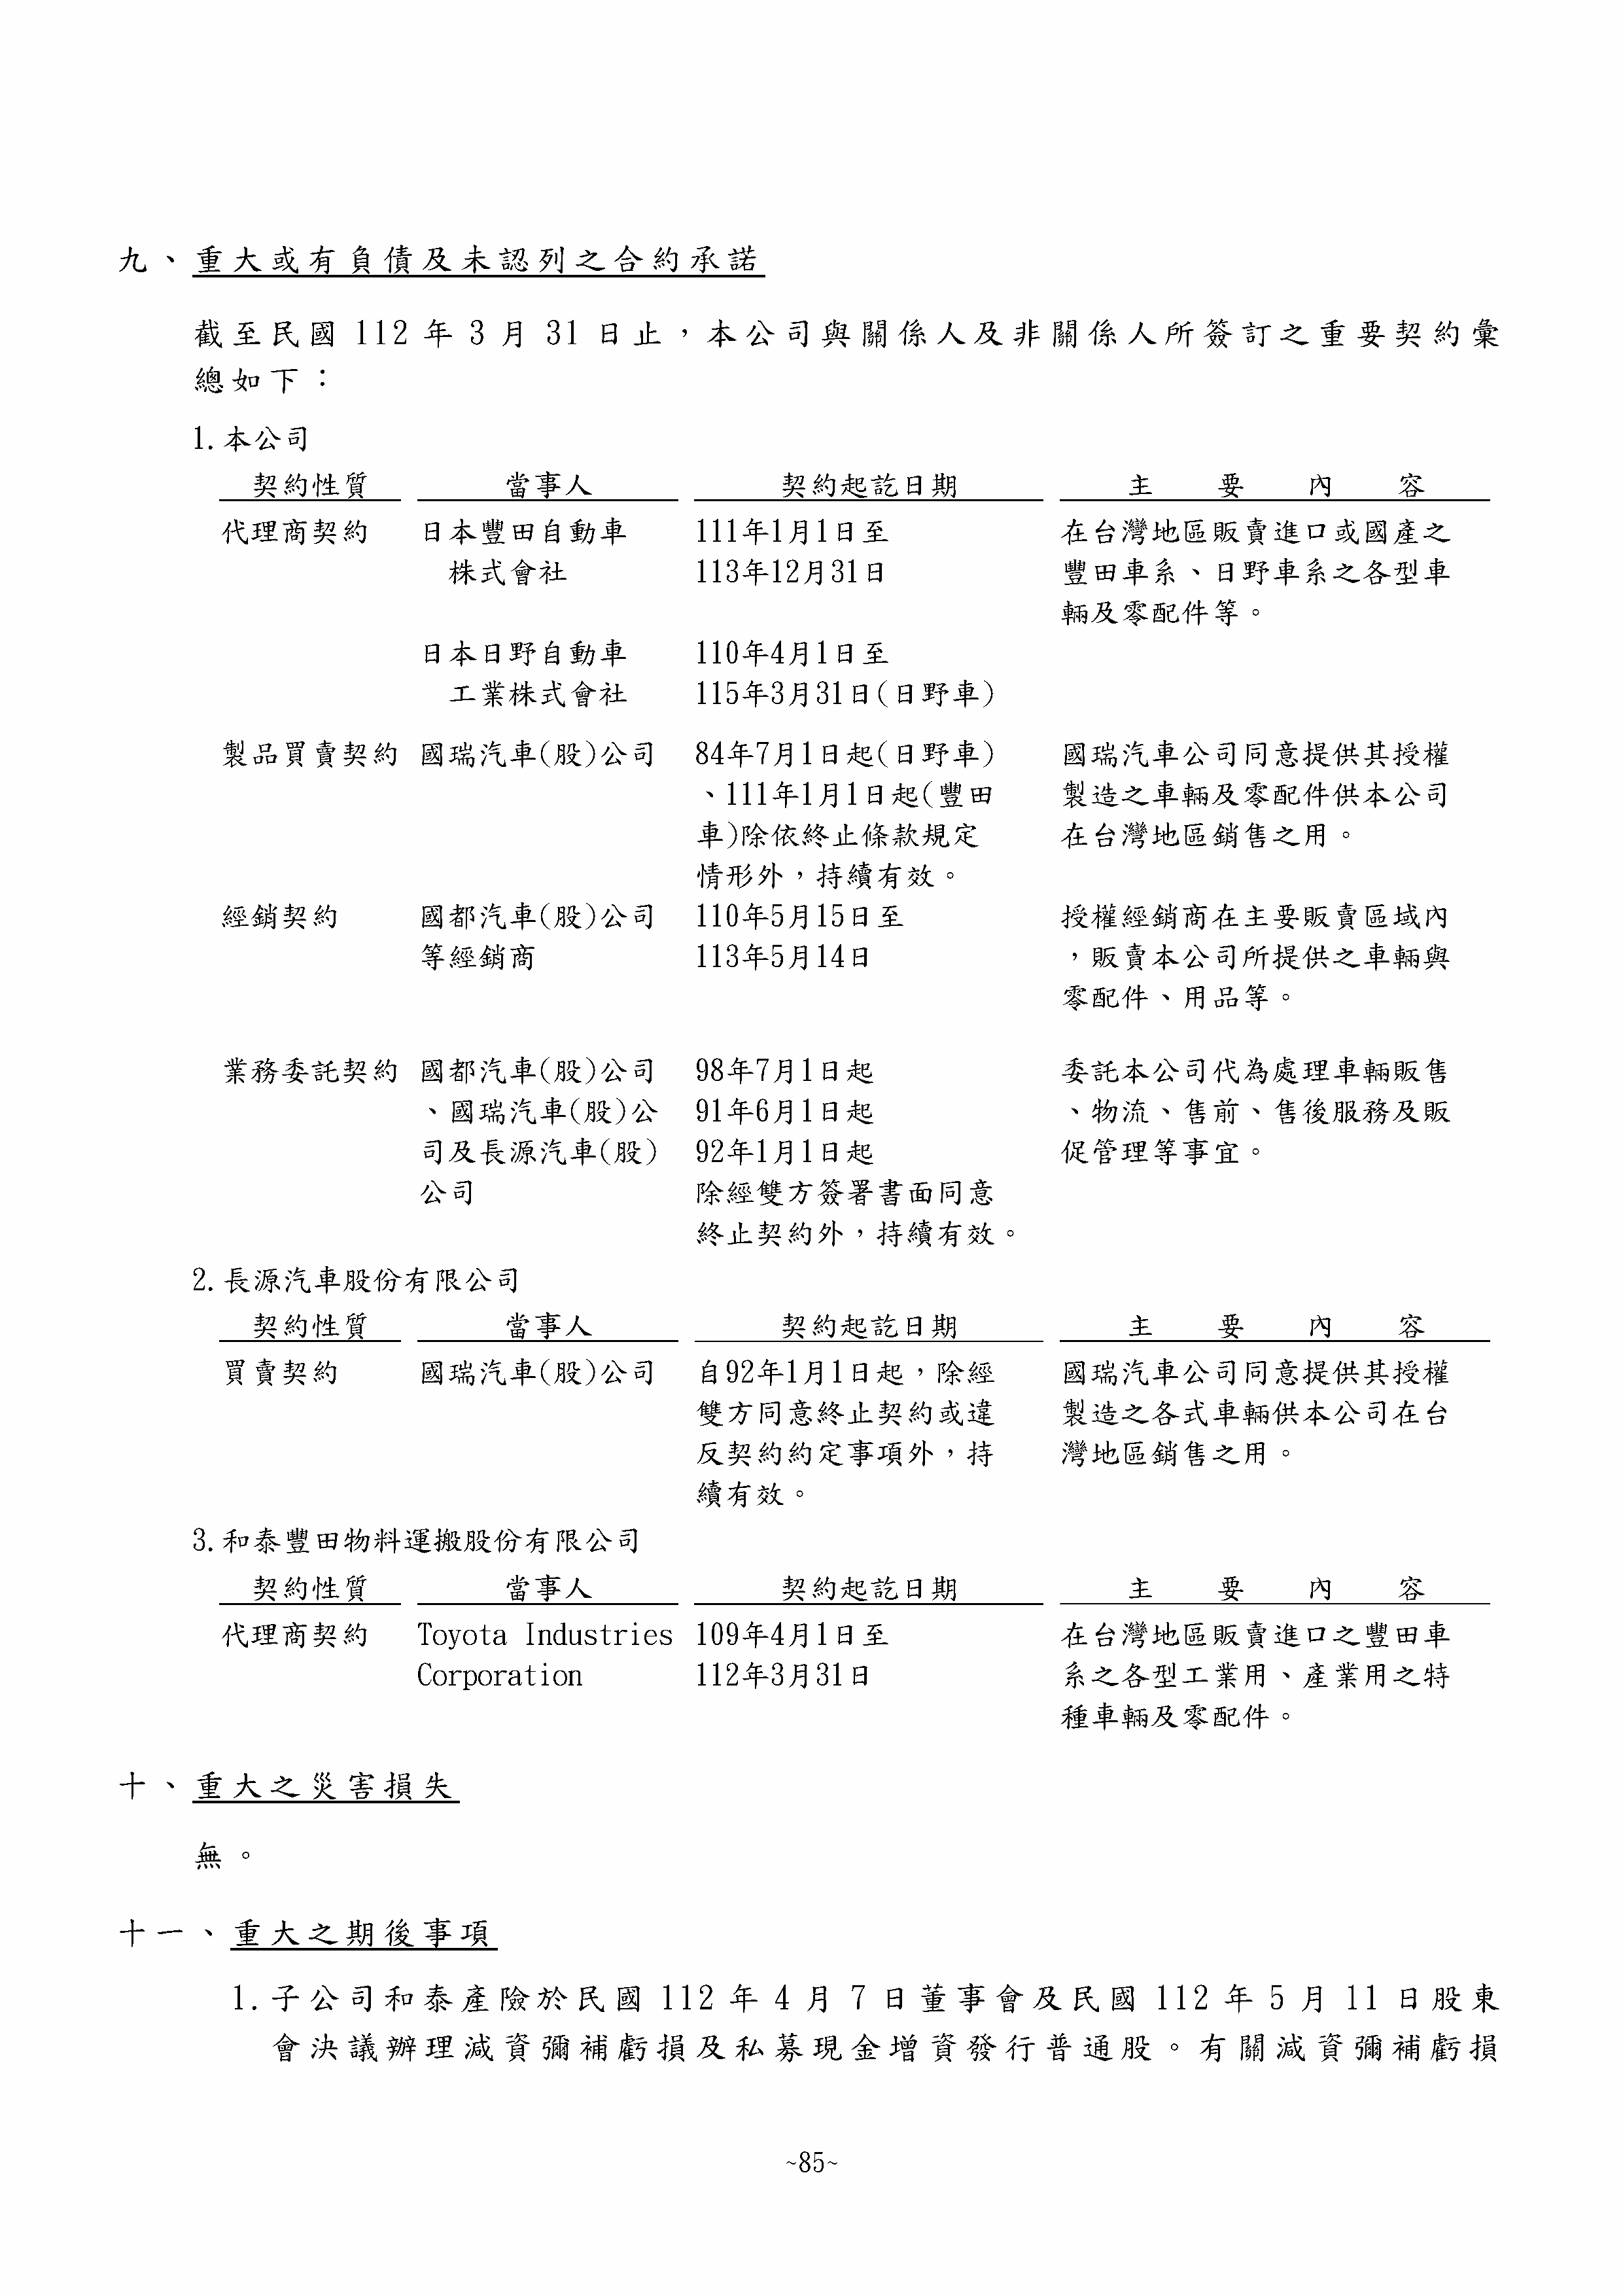 九、重大或有負債及未認列之合約承諾
截至民國 112 年 3 月 31 日止，本公司與關係人及非關係人所簽訂之重要契約彙
總如下：
1.本公司
契約性質 當事人 契約起訖日期 主 要 內 容
代理商契約 日本豐田自動車 111年1月1日至 在台灣地區販賣進口或國產之
株式會社 113年12月31日 豐田車系、日野車系之各型車
輛及零配件等。
日本日野自動車 110年4月1日至
工業株式會社 115年3月31日(日野車)
製品買賣契約 國瑞汽車(股)公司 84年7月1日起(日野車) 國瑞汽車公司同意提供其授權
、111年1月1日起(豐田 製造之車輛及零配件供本公司
車)除依終止條款規定 在台灣地區銷售之用。
情形外，持續有效。
經銷契約 國都汽車(股)公司 110年5月15日至 授權經銷商在主要販賣區域內
等經銷商 113年5月14日 ，販賣本公司所提供之車輛與
零配件、用品等。
業務委託契約 國都汽車(股)公司 98年7月1日起 委託本公司代為處理車輛販售
、國瑞汽車(股)公 91年6月1日起 、物流、售前、售後服務及販
司及長源汽車(股) 92年1月1日起 促管理等事宜。
公司 除經雙方簽署書面同意
終止契約外，持續有效。
2.長源汽車股份有限公司
契約性質 當事人 契約起訖日期 主 要 內 容
買賣契約 國瑞汽車(股)公司 自92年1月1日起，除經 國瑞汽車公司同意提供其授權
雙方同意終止契約或違 製造之各式車輛供本公司在台
反契約約定事項外，持 灣地區銷售之用。
續有效。
3.和泰豐田物料運搬股份有限公司
契約性質 當事人 契約起訖日期 主 要 內 容
代理商契約 Toyota Industries 109年4月1日至 在台灣地區販賣進口之豐田車
Corporation 112年3月31日 系之各型工業用、產業用之特
種車輛及零配件。
十、重大之災害損失
無。
十一、重大之期後事項
1.子公司和泰產險於民國 112 年 4 月 7 日董事會及民國 112 年 5 月 11 日股東
會決議辦理減資彌補虧損及私募現金增資發行普通股。有關減資彌補虧損
~85~